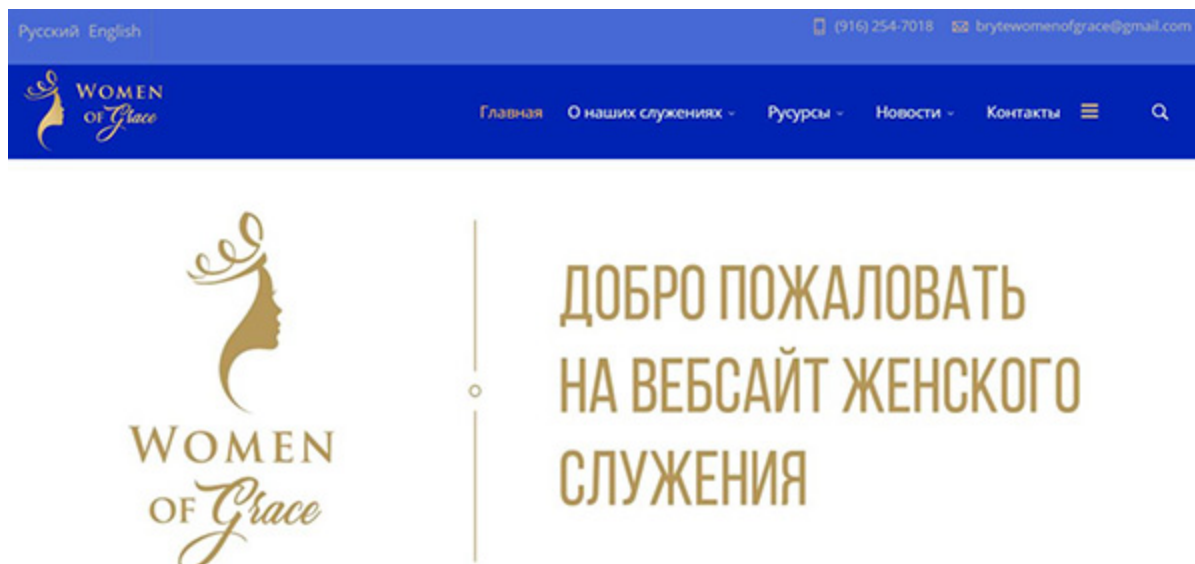 Русский English
(916) 254-7018 brytewomenofgrace@gmail.com
WOMEN
OF Grace
Главная О наших служениях Русурсы Новости Контакты
WOMEN
OF Grace
ДОБРО ПОЖАЛОВАТЬ
НА ВЕБСАЙТ ЖЕНСКОГО
СЛУЖЕНИЯ